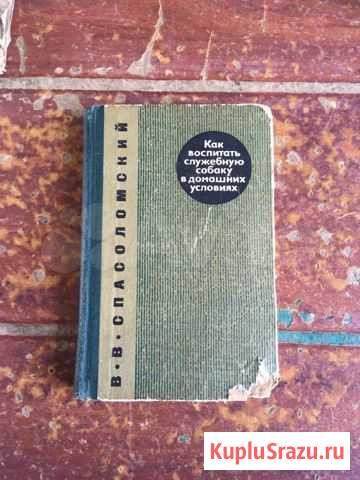 Как
воспитать
служебную
собаку
в домашних
условиях
В·В·СПАСОЛОМСКИЙ
KupluSrazu.ru